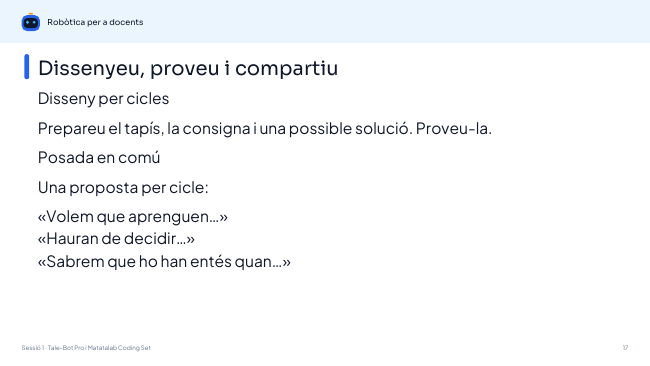 Robòtica per a docents
Dissenyeu, proveu i compartiu
Disseny per cicles
Prepareu el tapís, la consigna i una possible solució. Proveu-la.
Posada en comú
Una proposta per cicle:
«Volem que aprenguen…»
«Hauran de decidir…»
«Sabrem que ho han entés quan…»
Sessió 1 · Tale-Bot Pro i Matatalab Coding Set
17